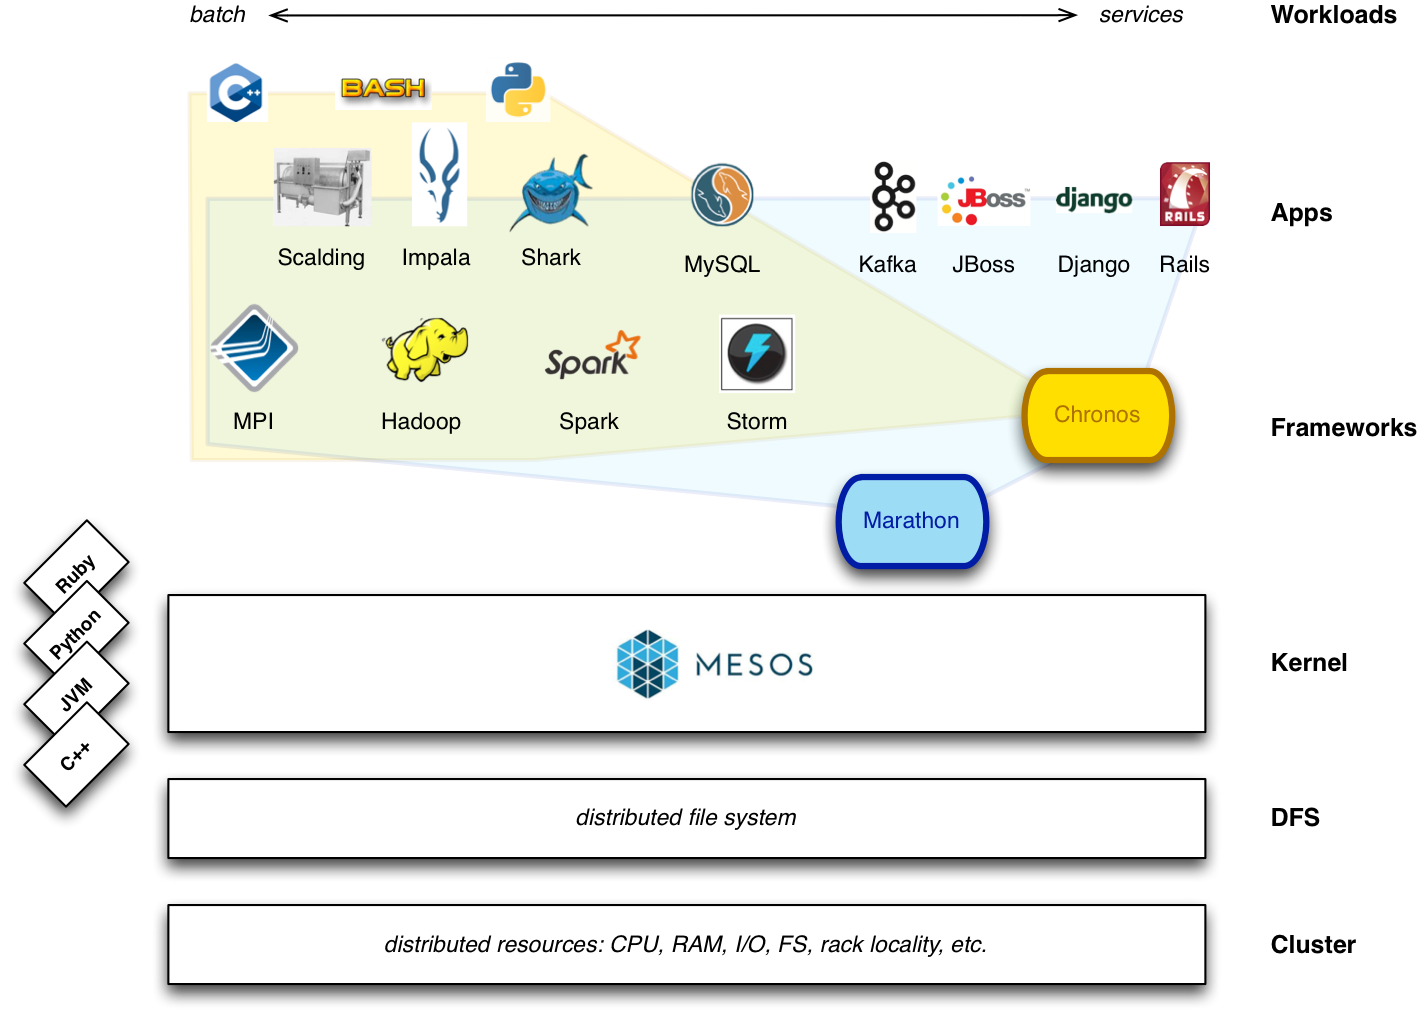 batch
services
Workloads
C++
BASH
JBoss
django
RAILS
Apps
Scalding
Impala
Shark
MySQL
Kafka
JBoss
Django
Rails
Spark
MPI
Hadoop
Spark
Storm
Chronos
Frameworks
Marathon
Ruby
Python
JVM
C++
MESOS
Kernel
distributed file system
DFS
distributed resources: CPU, RAM, I/O, FS, rack locality, etc.
Cluster